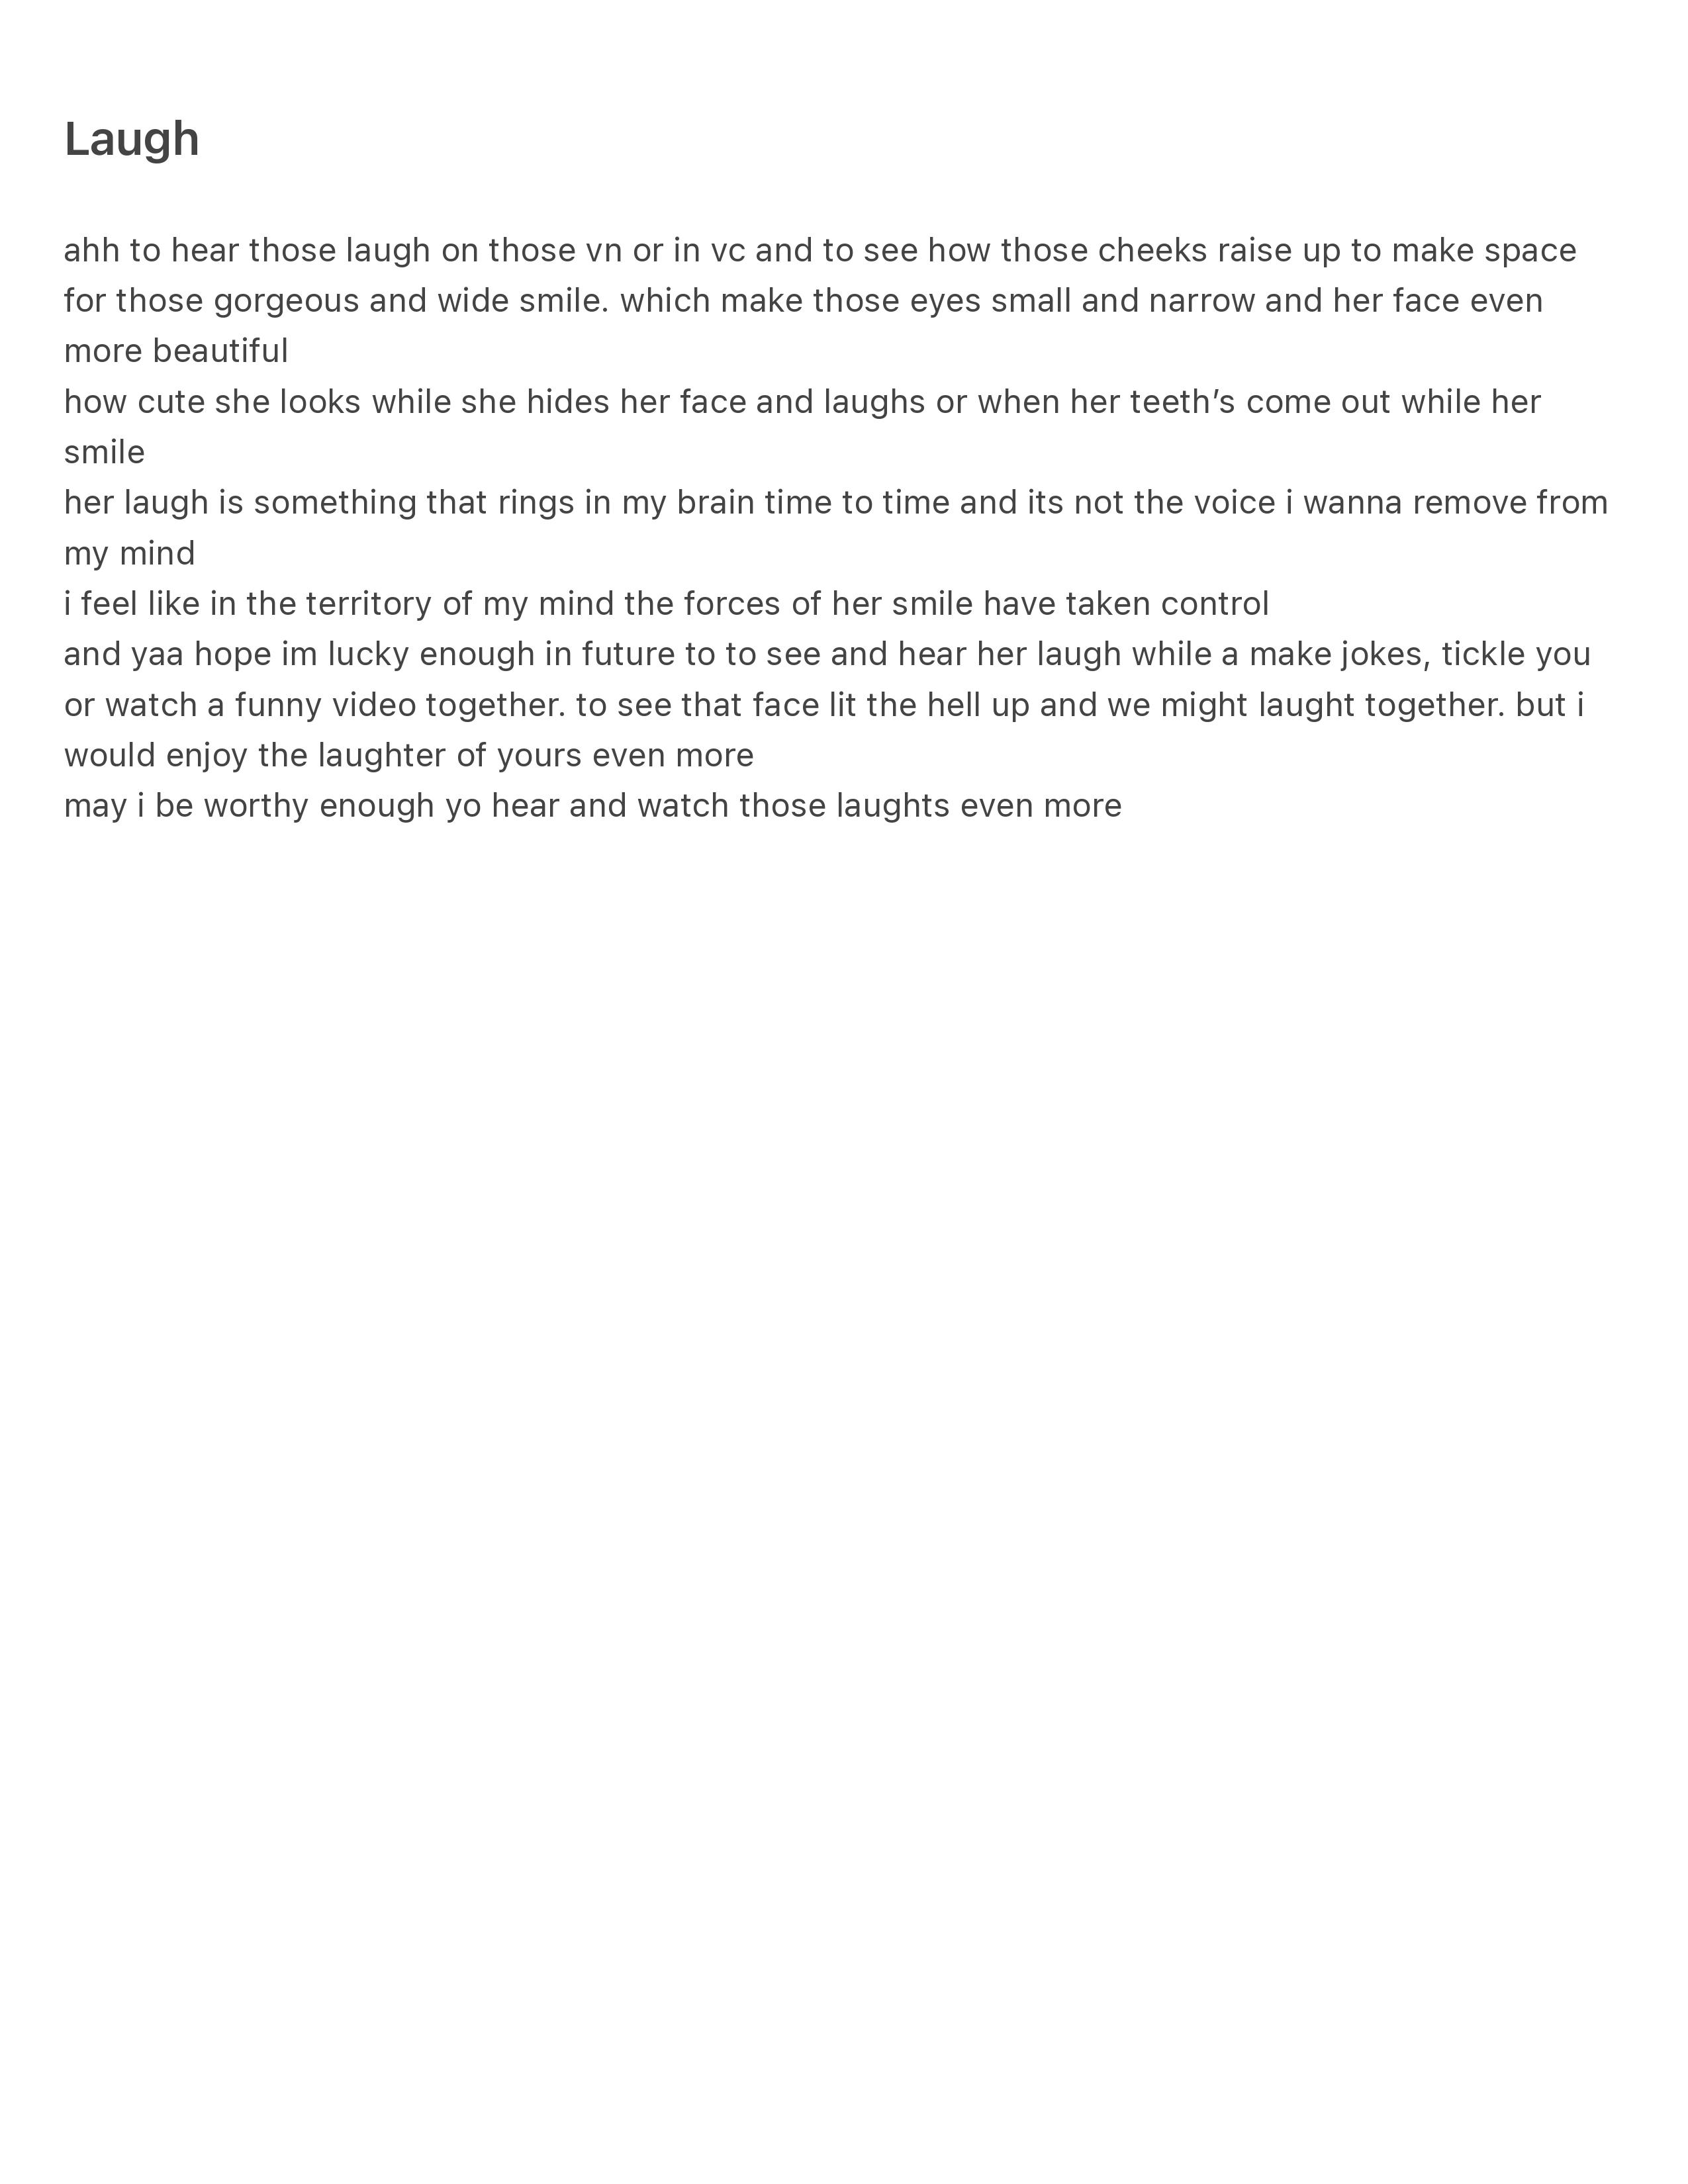 Laugh
ahh to hear those laugh on those vn or in vc and to see how those cheeks raise up to make space
for those gorgeous and wide smile. which make those eyes small and narrow and her face even
more beautiful
how cute she looks while she hides her face and laughs or when her teeth’s come out while her
smile
her laugh is something that rings in my brain time to time and its not the voice i wanna remove from
my mind
i feel like in the territory of my mind the forces of her smile have taken control
and yaa hope im lucky enough in future to to see and hear her laugh while a make jokes, tickle you
or watch a funny video together. to see that face lit the hell up and we might laught together. but i
would enjoy the laughter of yours even more
may i be worthy enough yo hear and watch those laughts even more